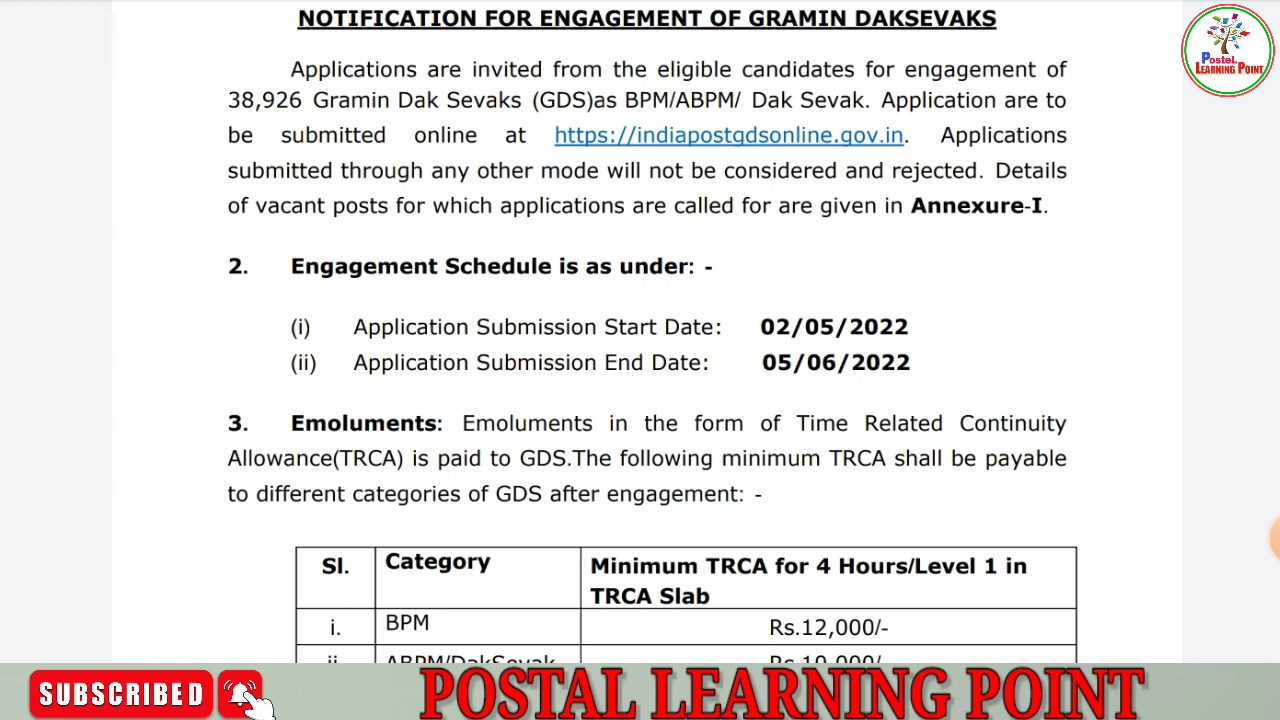 NOTIFICATION FOR ENGAGEMENT OF GRAMIN DAKSEVAKS
PosteL
LEARNING POINT
Applications are invited from the eligible candidates for engagement of
38,926 Gramin Dak Sevaks (GDS)as BPM/ABPM/ Dak Sevak. Application are to
be submitted online at https://indiapostgdsonline.gov.in. Applications
submitted through any other mode will not be considered and rejected. Details
of vacant posts for which applications are called for are given in Annexure-I.
2. Engagement Schedule is as under: -
(i) Application Submission Start Date: 02/05/2022
(ii) Application Submission End Date: 05/06/2022
3. Emoluments: Emoluments in the form of Time Related Continuity
Allowance(TRCA) is paid to GDS.The following minimum TRCA shall be payable
to different categories of GDS after engagement: -
Sl. Category Minimum TRCA for 4 Hours/Level 1 in
TRCA Slab
i. BPM Rs.12,000/-
ii. ABPM/DakSevak Rs.10,000/-
SUBSCRIBED
POSTAL LEARNING POINT